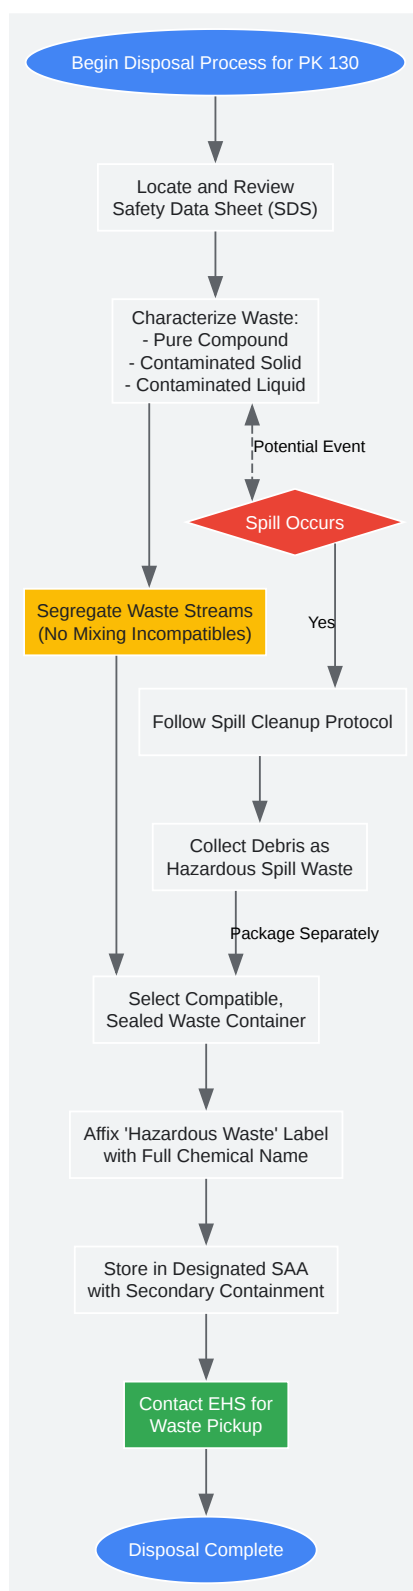 Begin Disposal Process for PK 130
Locate and Review
Safety Data Sheet (SDS)
Characterize Waste:
- Pure Compound
- Contaminated Solid
- Contaminated Liquid
Potential Event
Spill Occurs
Segregate Waste Streams
(No Mixing Incompatibles)
Yes
Follow Spill Cleanup Protocol
Collect Debris as
Hazardous Spill Waste
Package Separately
Select Compatible,
Sealed Waste Container
Affix 'Hazardous Waste' Label
with Full Chemical Name
Store in Designated SAA
with Secondary Containment
Contact EHS for
Waste Pickup
Disposal Complete